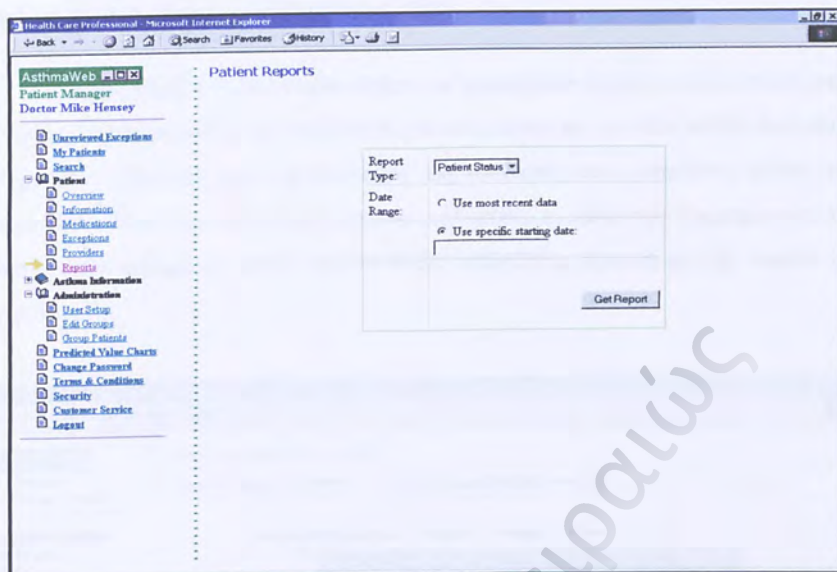 Health Care Professional - Microsoft Internet Explorer
Back Search Favorites History
AsthmaWeb
Patient Manager
Doctor Mike Hensey
Unreviewed Exceptions
My Patients
Search
Patient
Overview
Information
Medications
Exceptions
Providers
Reports
Asthma Information
Administration
User Setup
Edit Groups
Group Patients
Predicted Value Charts
Change Password
Terms & Conditions
Security
Customer Service
Logout
Patient Reports
Report Type: Patient Status
Date Range: Use most recent data
Use specific starting date:
Get Report
ειραιώς